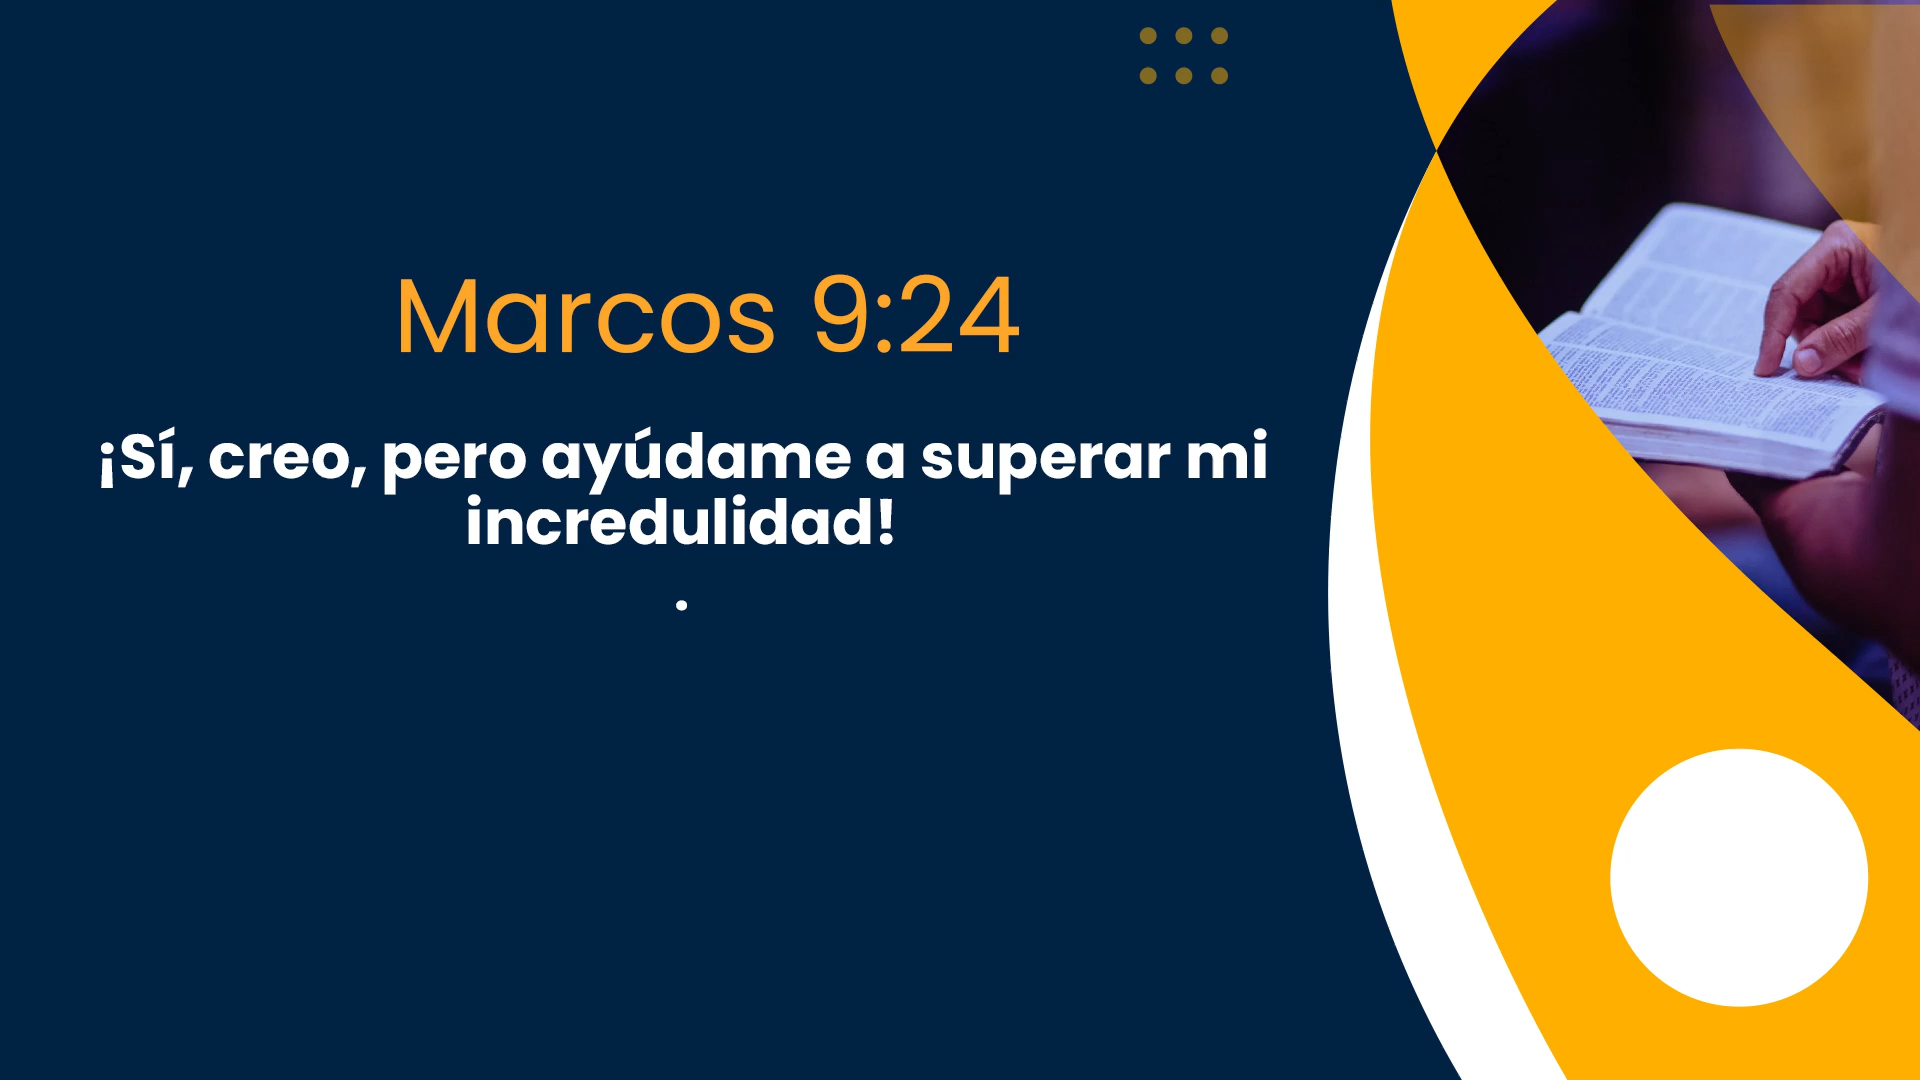 Marcos 9:24
¡Sí, creo, pero ayúdame a superar mi
incredulidad!
.